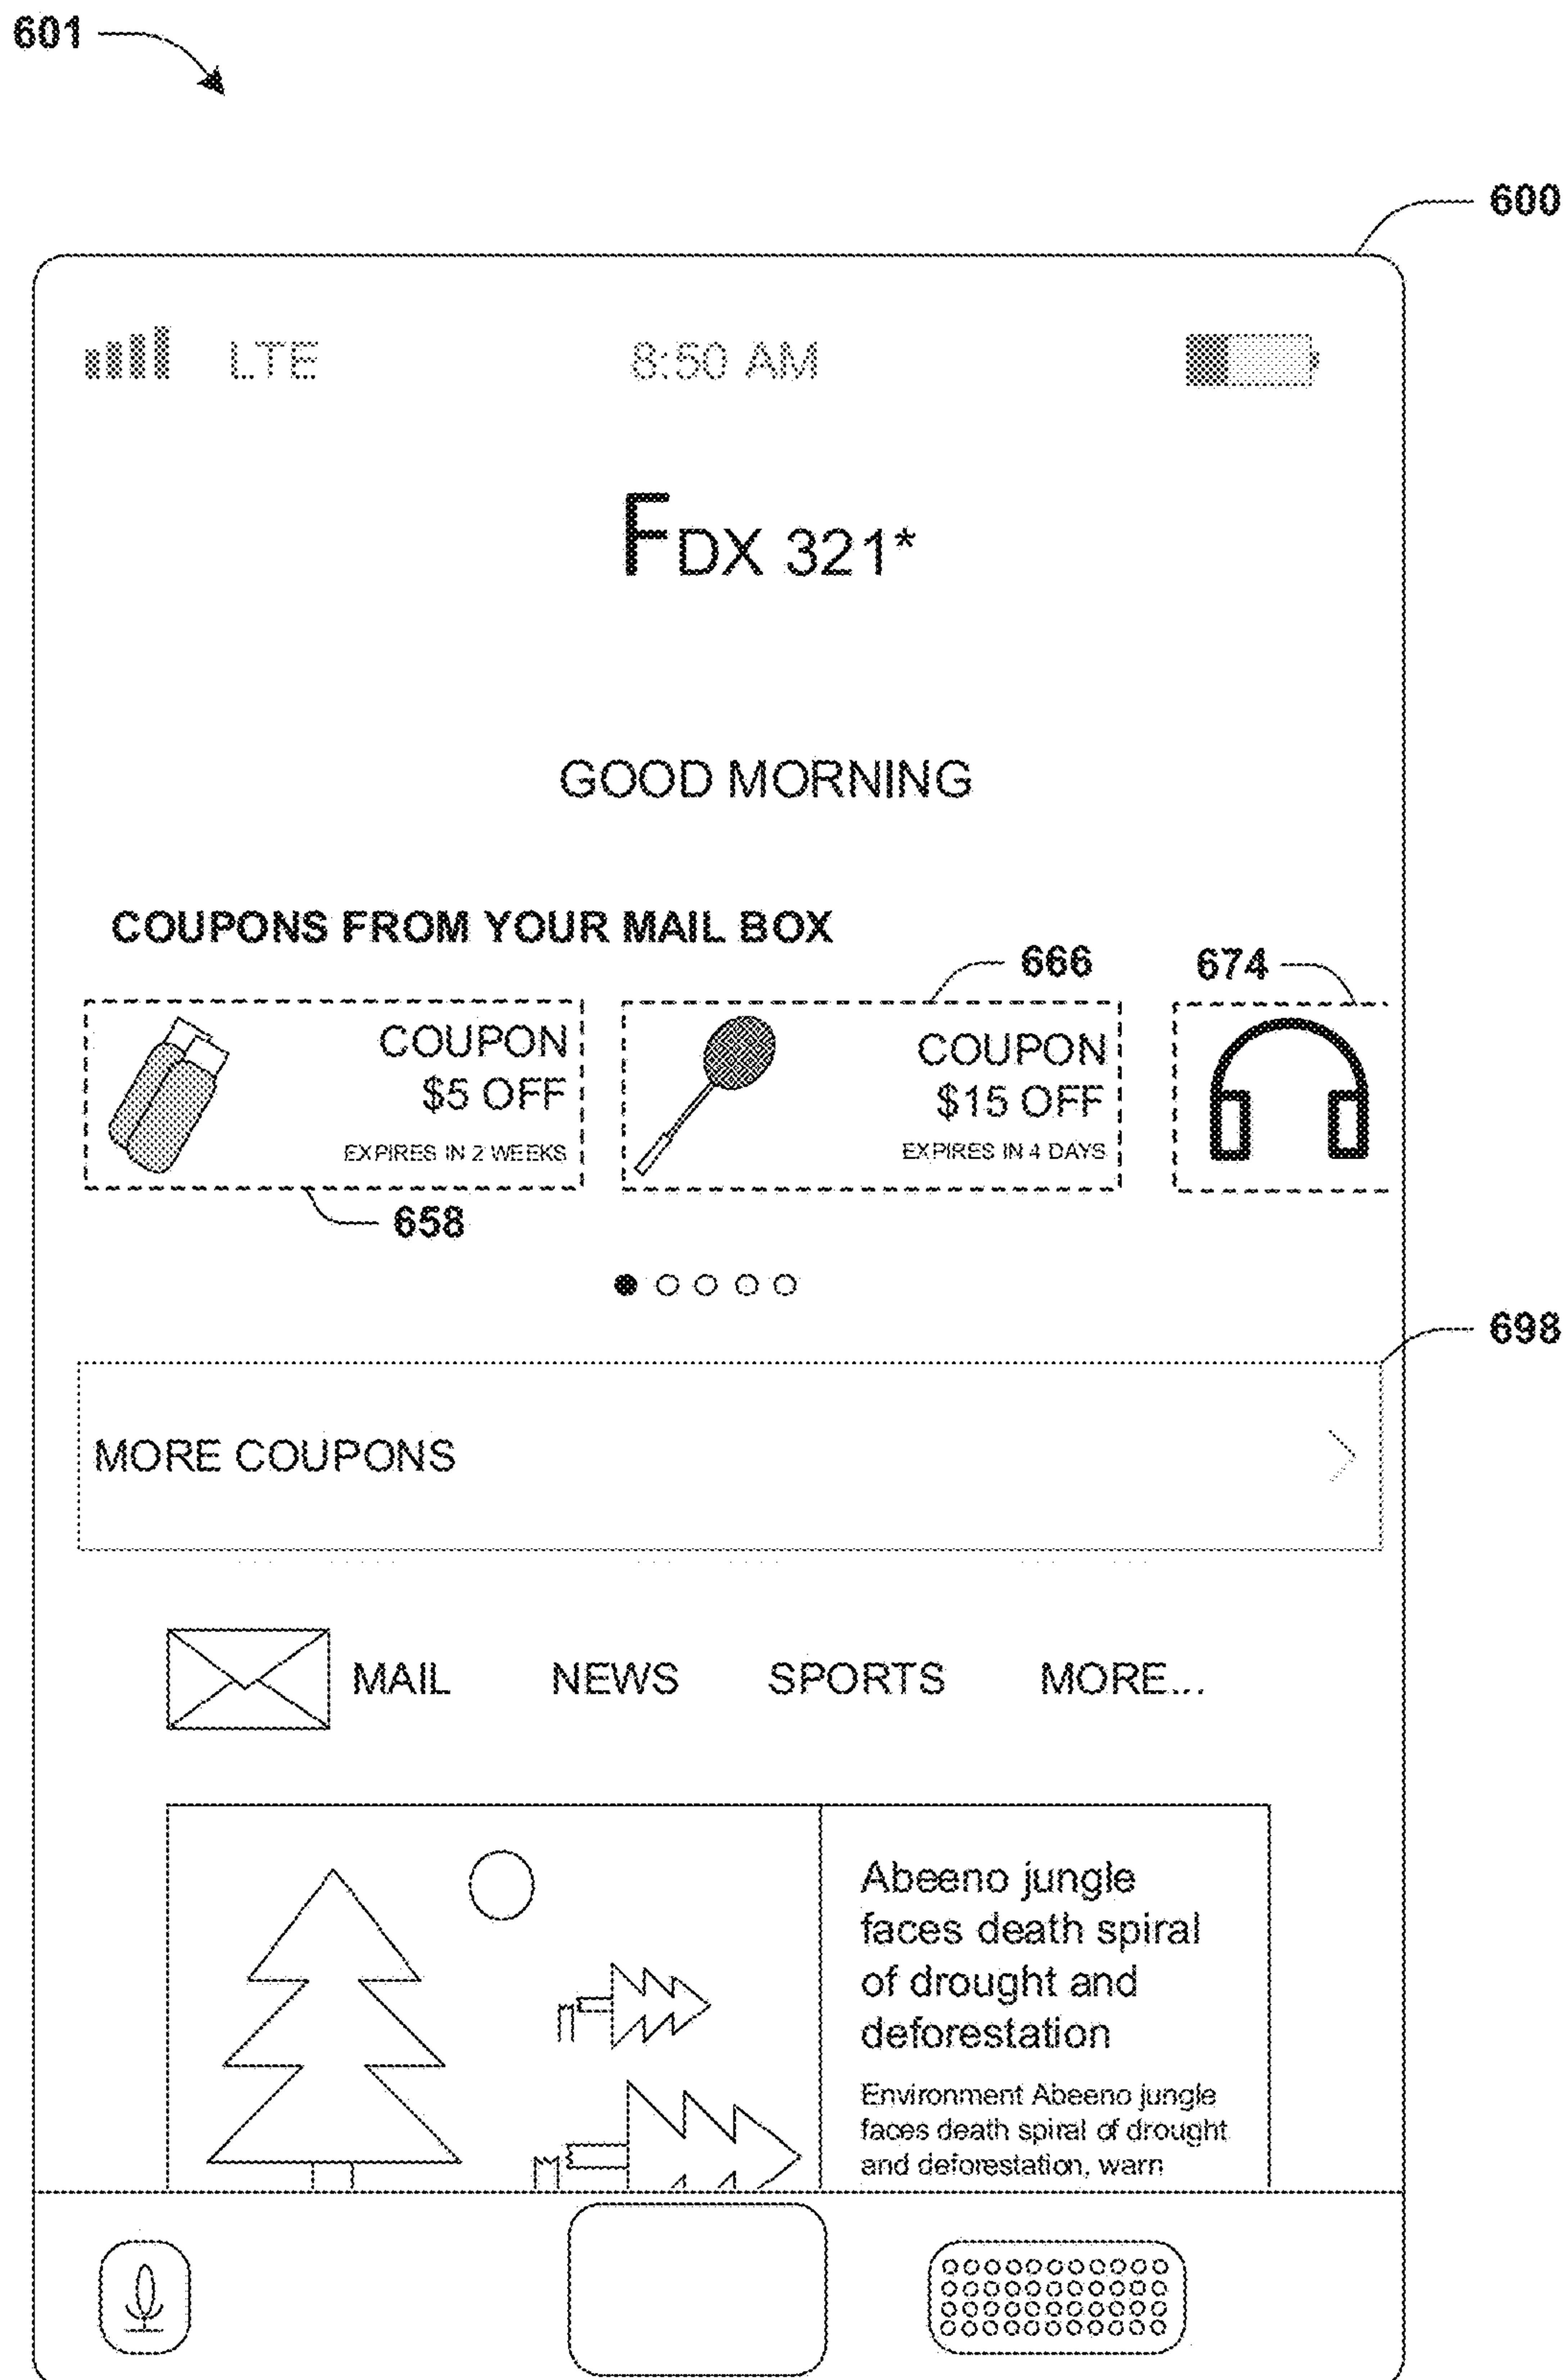 601
600
LTE 8:50 AM
FDX 321*
GOOD MORNING
COUPONS FROM YOUR MAIL BOX
666 674
COUPON
$5 OFF
EXPIRES IN 2 WEEKS
COUPON
$15 OFF
EXPIRES IN 4 DAYS
658
698
MORE COUPONS
MAIL NEWS SPORTS MORE...
Abeeno jungle
faces death spiral
of drought and
deforestation
Environment Abeeno jungle
faces death spiral of drought
and deforestation, warn